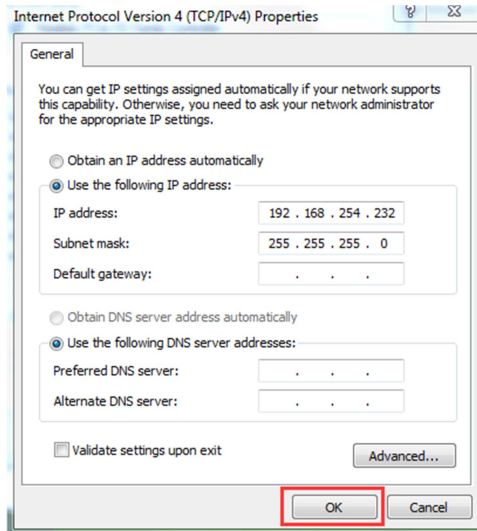 Internet Protocol Version 4 (TCP/IPv4) Properties
General
You can get IP settings assigned automatically if your network supports
this capability. Otherwise, you need to ask your network administrator
for the appropriate IP settings.
Obtain an IP address automatically
Use the following IP address:
IP address: 192 . 168 . 254 . 232
Subnet mask: 255 . 255 . 255 . 0
Default gateway: . . .
Obtain DNS server address automatically
Use the following DNS server addresses:
Preferred DNS server: . . .
Alternate DNS server: . . .
Validate settings upon exit
Advanced...
OK Cancel